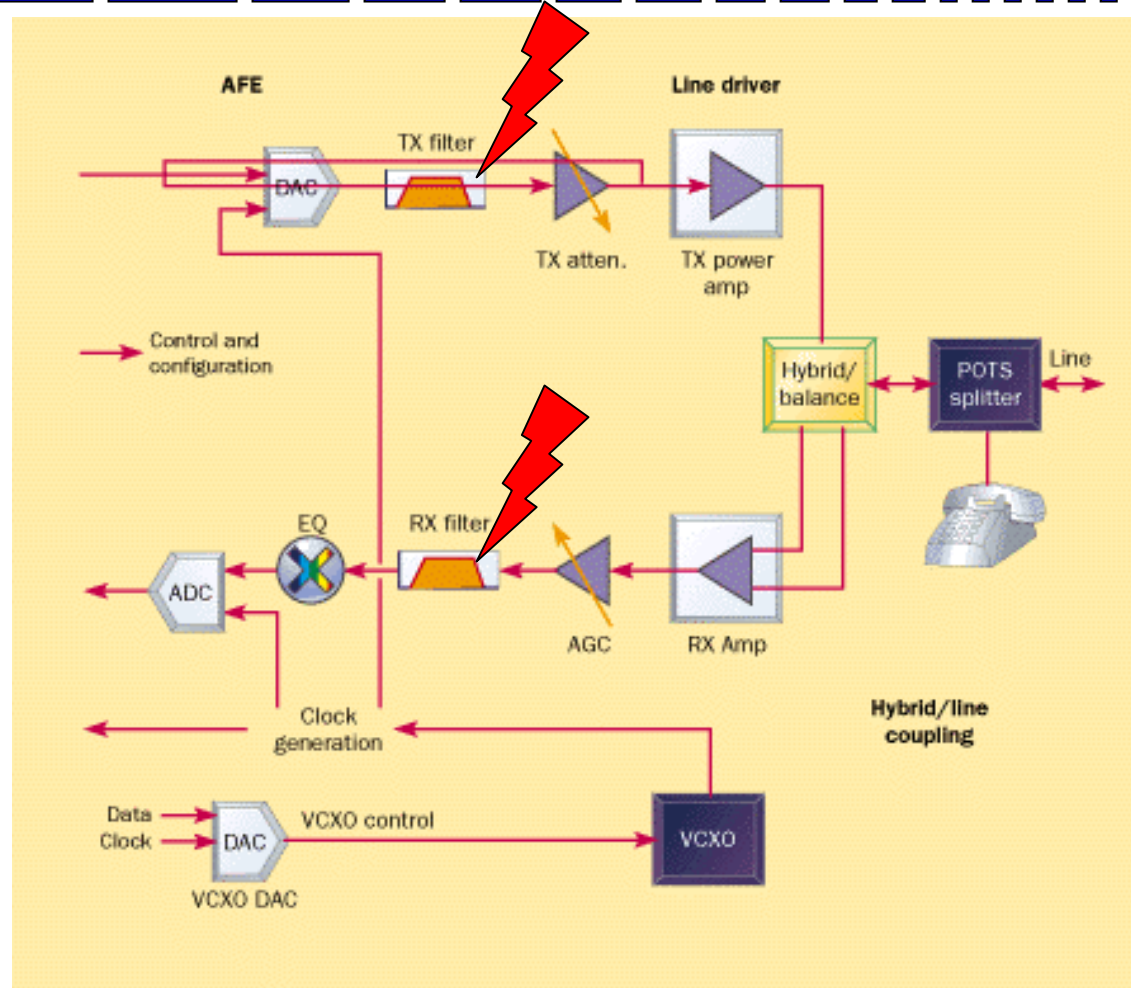 AFE
Line driver
TX filter
DAC
TX atten.
TX power
amp
Control and
configuration
Hybrid/
balance
POTS
splitter
Line
EQ
RX filter
ADC
AGC
RX Amp
Clock
generation
Hybrid/line
coupling
Data
Clock
DAC
VCXO control
VCXO
VCXO DAC